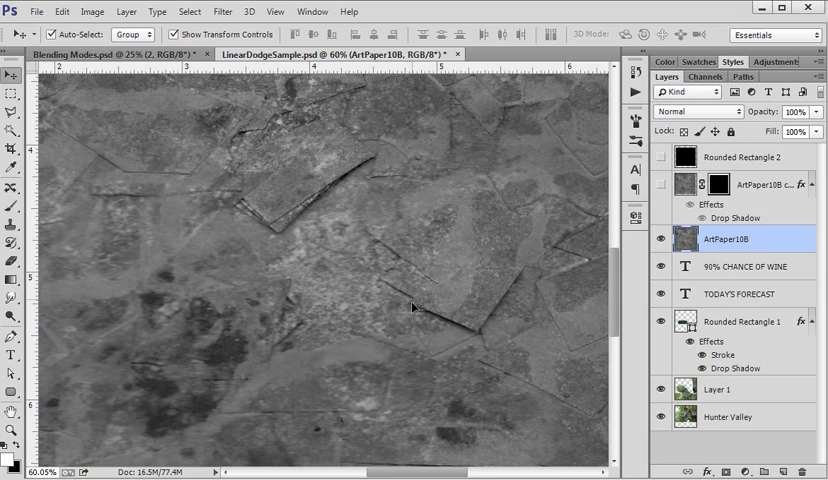 Ps File Edit Image Layer Type Select Filter 3D View Window Help
Auto-Select: Group Show Transform Controls 3D Mode: Essentials
Blending Modes.psd @ 25% (2, RGB/8*) * × LinearDodgeSample.psd @ 60% (ArtPaper10B, RGB/8*) * ×
2 3 4 5 6
4
5
6
Color Swatches Styles Adjustments
Layers Channels Paths
Kind
Normal Opacity: 100%
Lock: Fill: 100%
Rounded Rectangle 2
ArtPaper10B c... fx
Effects
Drop Shadow
ArtPaper10B
T 90% CHANCE OF WINE
T TODAY'S FORECAST
Rounded Rectangle 1 fx
Effects
Stroke
Drop Shadow
Layer 1
Hunter Valley
60.05% Doc: 16.5M/77.4M
fx